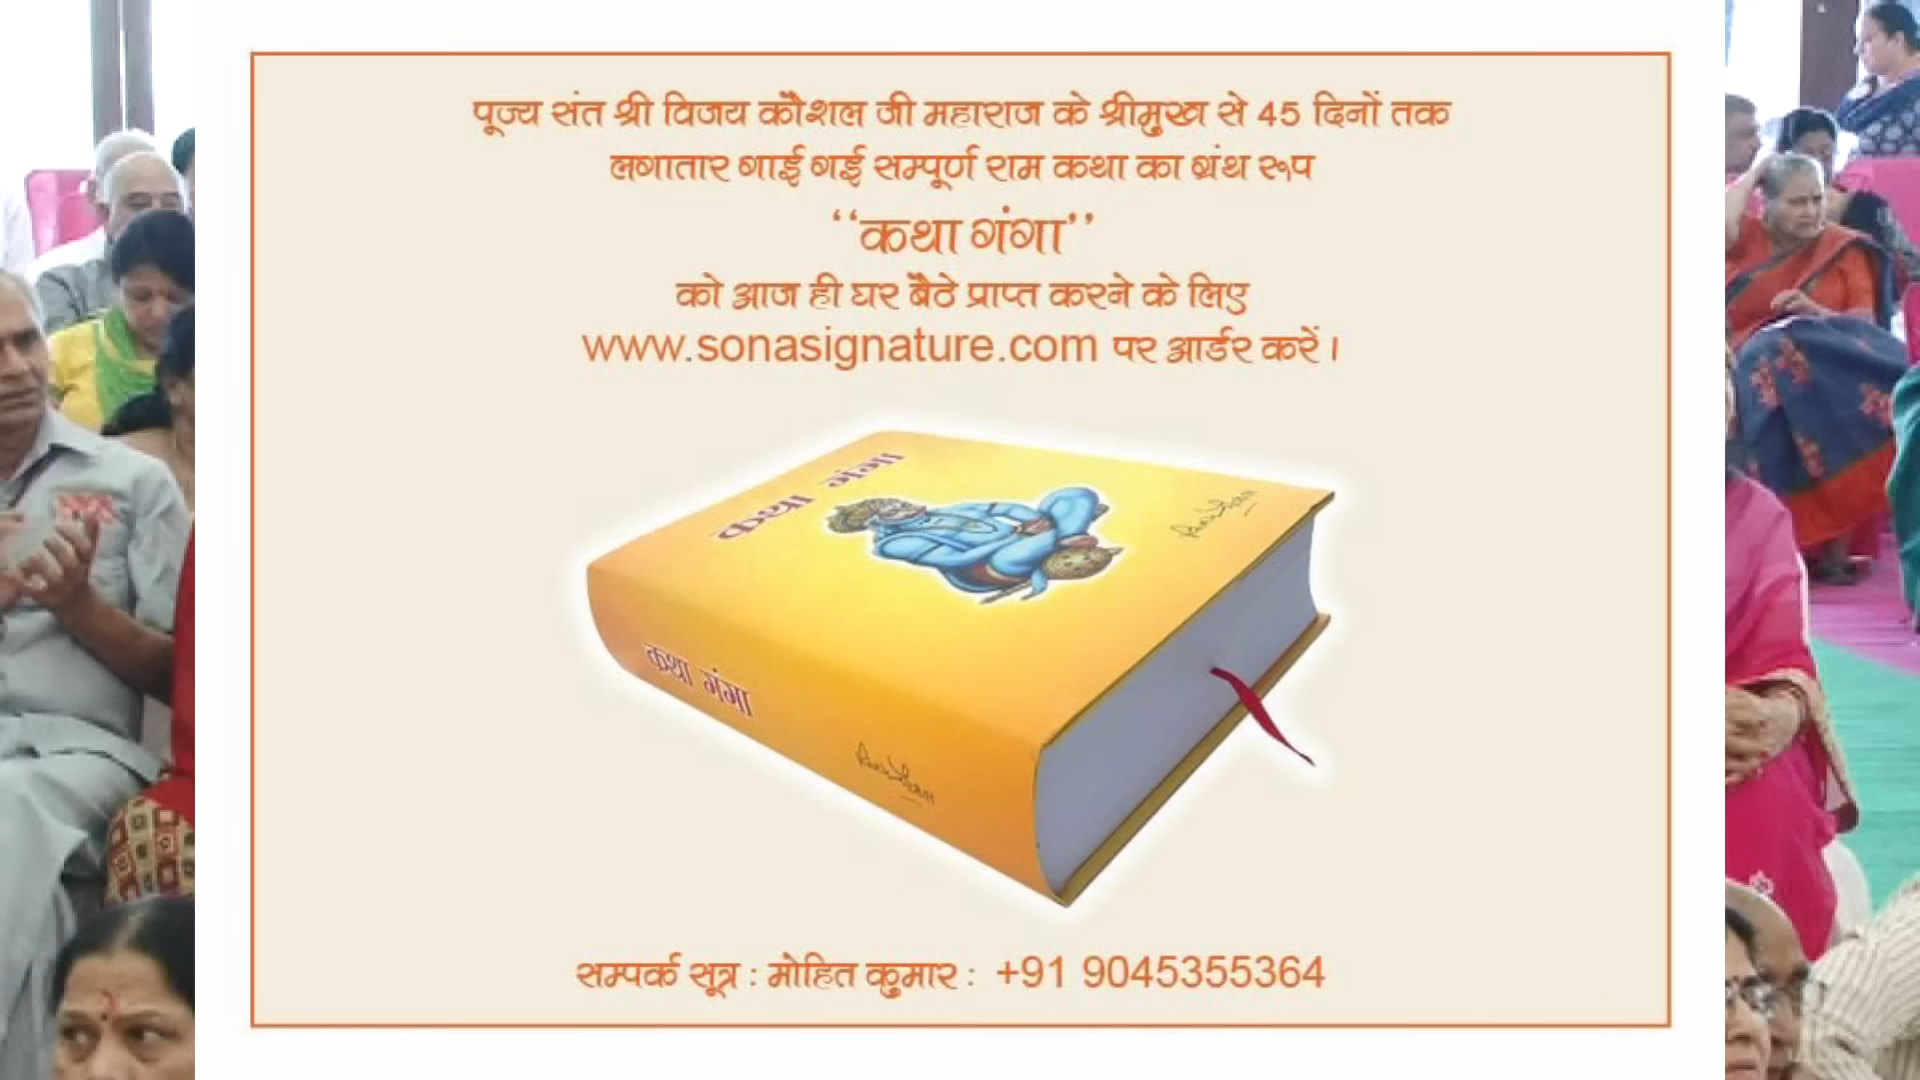 पूज्य संत श्री विजय कौशल जी महाराज के श्रीमुख से 45 दिनों तक
लगातार गाई गई सम्पूर्ण राम कथा का ग्रंथ रूप
“कथा गंगा”
को आज ही घर बैठे प्राप्त करने के लिए
www.sonasignature.com पर आर्डर करें।
कथा गंगा
कथा गंगा
सम्पर्क सूत्र : मोहित कुमार : +91 9045355364